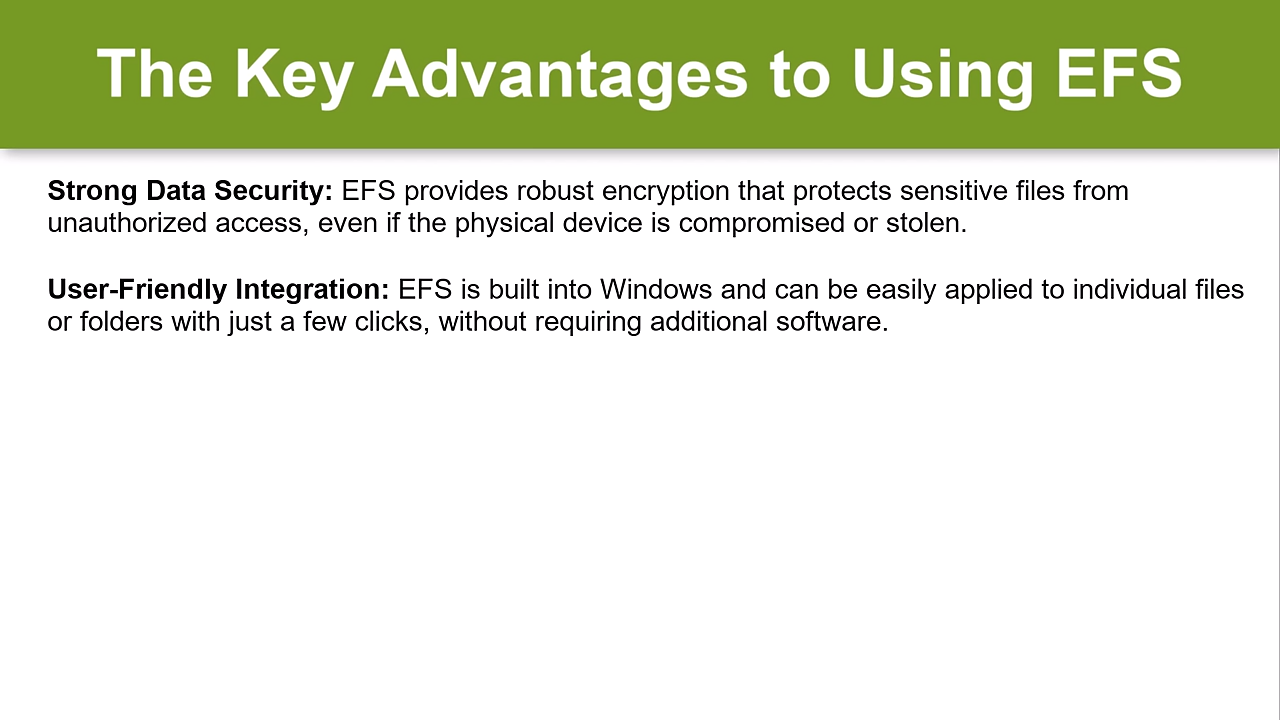 The Key Advantages to Using EFS
Strong Data Security: EFS provides robust encryption that protects sensitive files from
unauthorized access, even if the physical device is compromised or stolen.
User-Friendly Integration: EFS is built into Windows and can be easily applied to individual files
or folders with just a few clicks, without requiring additional software.